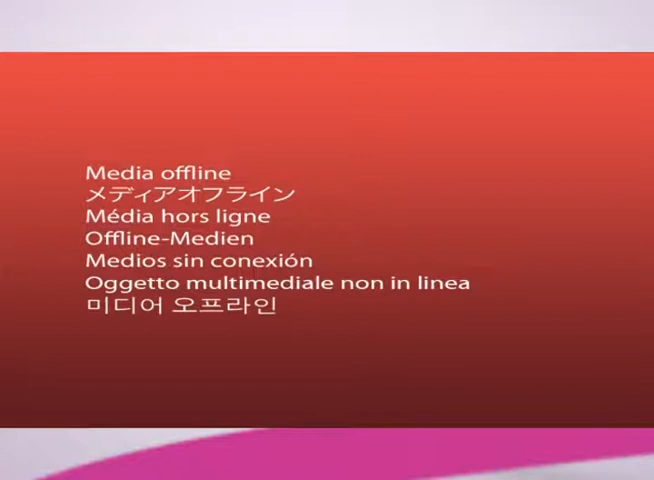 Media offline
メディアオフライン
Média hors ligne
Offline-Medien
Medios sin conexión
Oggetto multimediale non in linea
미디어 오프라인